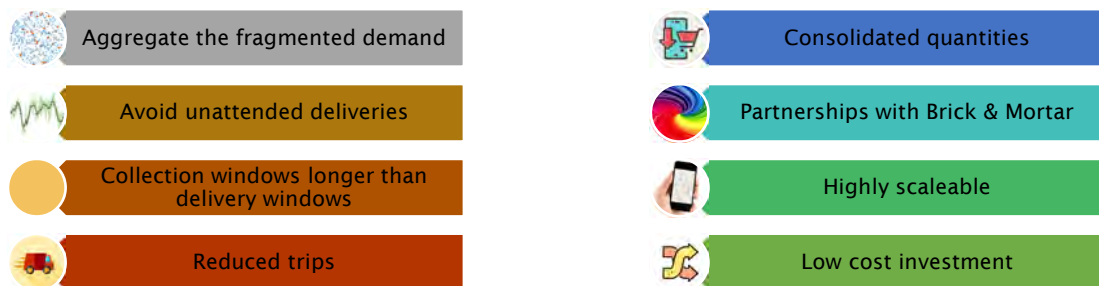 Aggregate the fragmented demand
Avoid unattended deliveries
Collection windows longer than
delivery windows
Reduced trips
Consolidated quantities
Partnerships with Brick & Mortar
Highly scaleable
Low cost investment